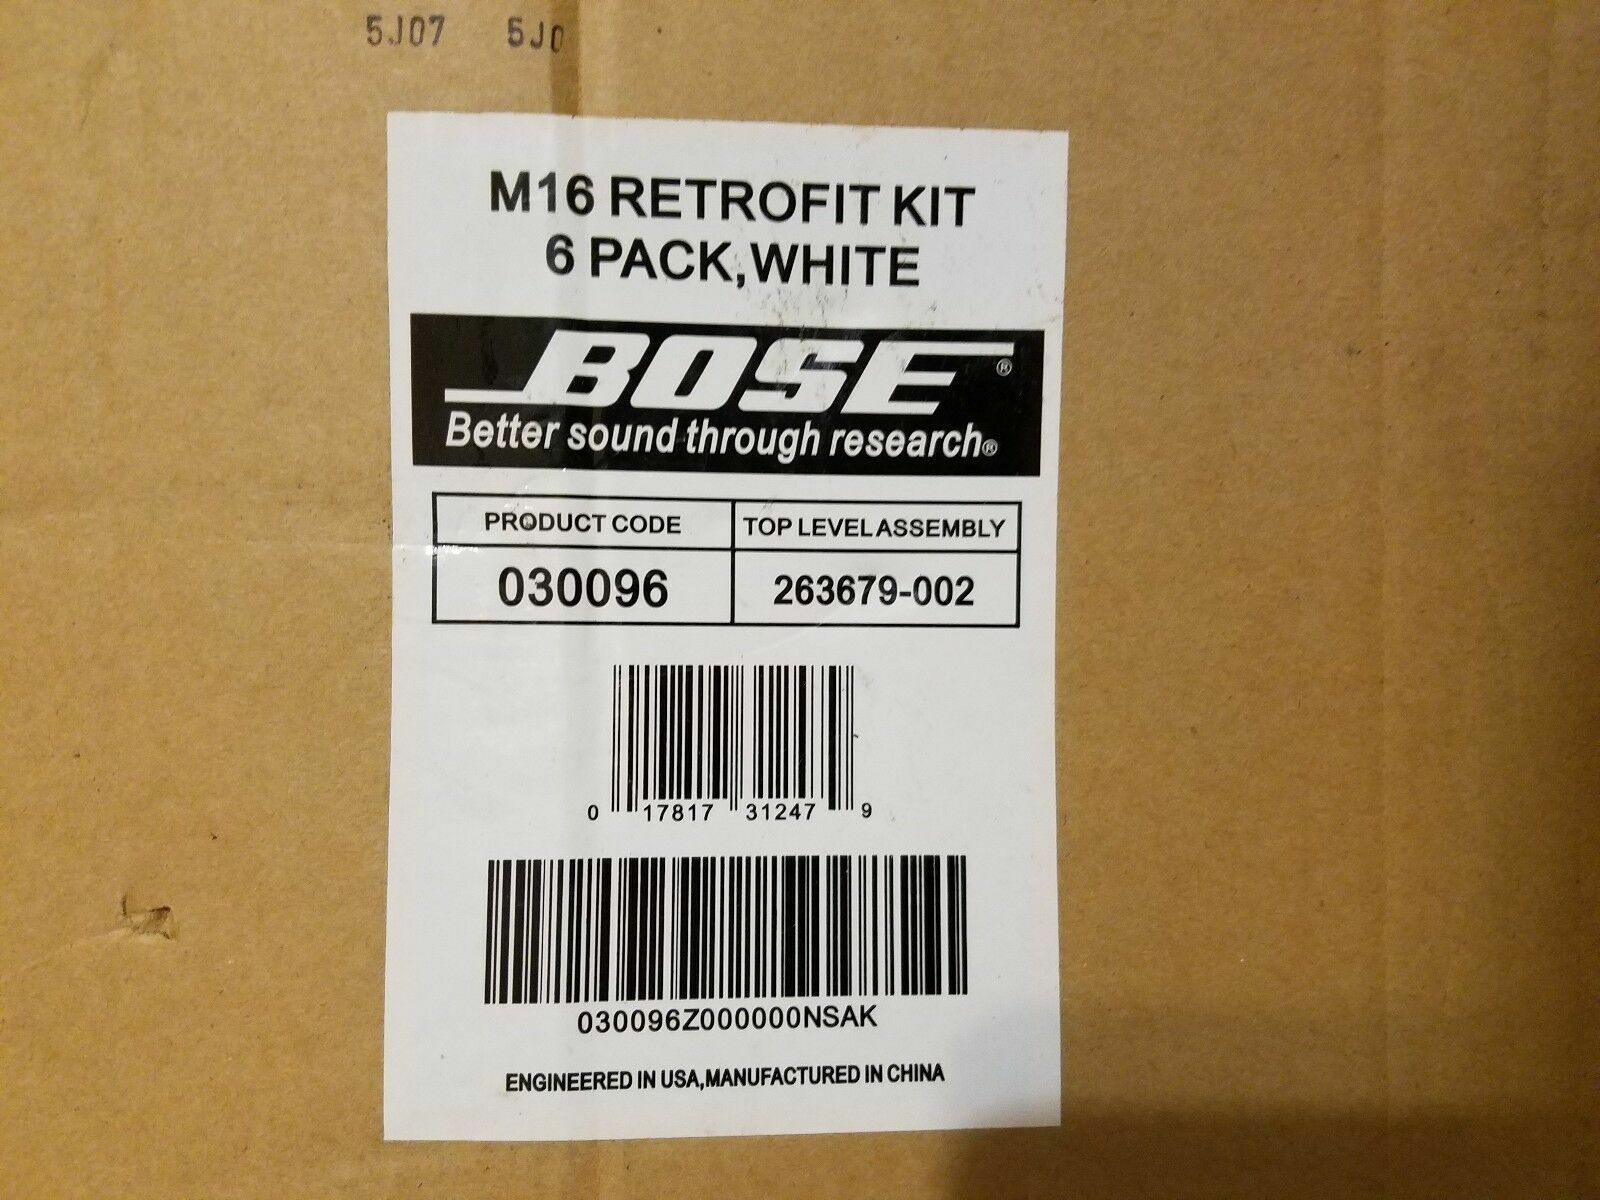 5J07 5J0
M16 RETROFIT KIT
6 PACK,WHITE
BOSE®
Better sound through research®
PRODUCT CODE TOP LEVEL ASSEMBLY
030096 263679-002
0 17817 31247 9
030096Z000000NSAK
ENGINEERED IN USA,MANUFACTURED IN CHINA